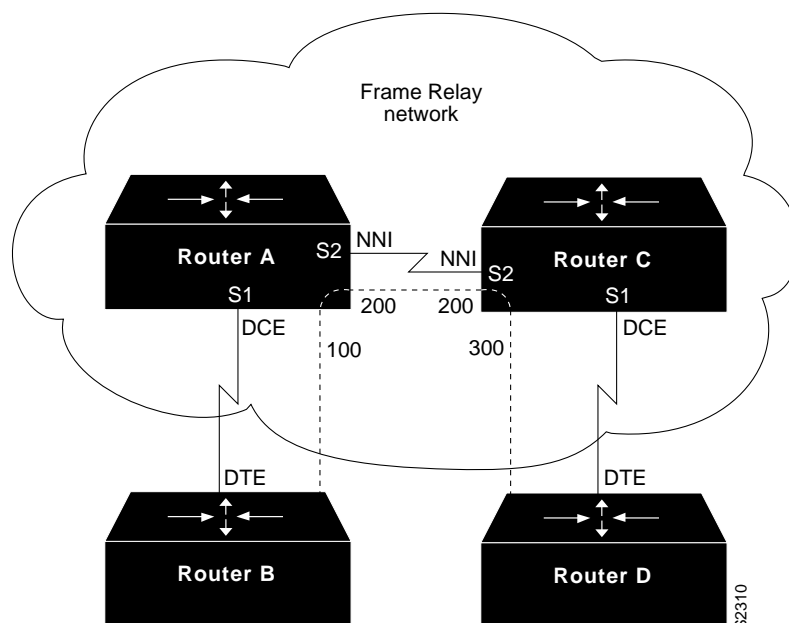 Frame Relay
network
Router A
S2
NNI
NNI
S2
Router C
S1
S1
200
200
DCE
DCE
100
300
DTE
DTE
Router B
Router D
S2310